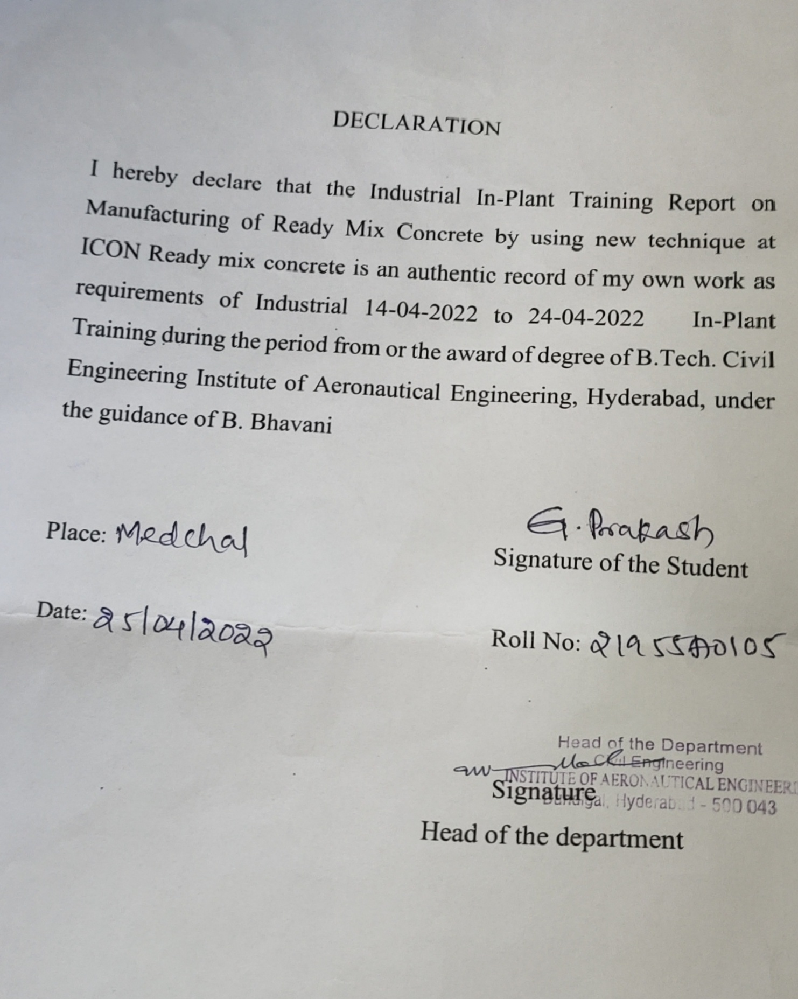 DECLARATION
I hereby declare that the Industrial In-Plant Training Report on
Manufacturing of Ready Mix Concrete by using new technique at
ICON Ready mix concrete is an authentic record of my own work as
requirements of Industrial 14-04-2022 to 24-04-2022 In-Plant
Training during the period from or the award of degree of B.Tech. Civil
Engineering Institute of Aeronautical Engineering, Hyderabad, under
the guidance of B. Bhavani
G. Prakash
Place: Medchal
Signature of the Student
Date: 25/04/2022
Roll No: 21955A0105
Head of the Department
Civil Engineering
INSTITUTE OF AERONAUTICAL ENGINEERI
Signature
Dundigal, Hyderabad - 500 043
Head of the department